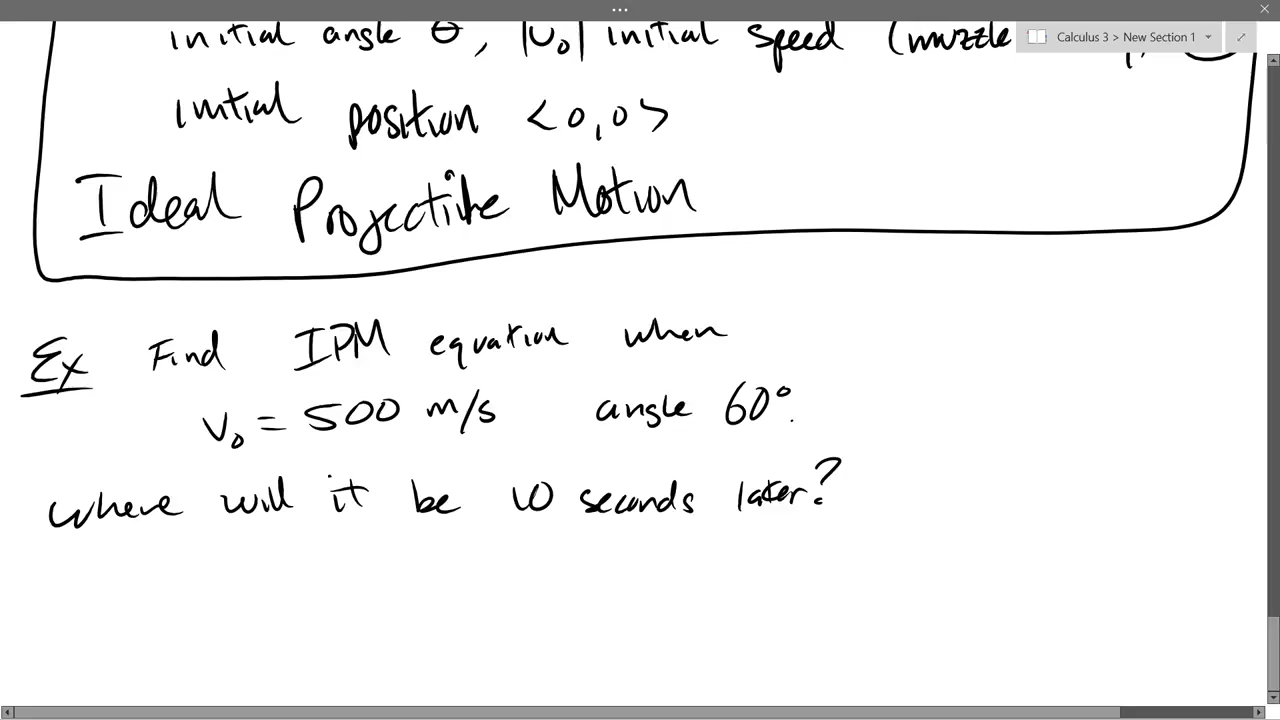 initial angle θ, |v₀| initial speed (muzzle
Calculus 3 > New Section 1
initial position <0,0>
Ideal Projectile Motion
Ex Find IPM equation when
v₀ = 500 m/s angle 60°.
Where will it be 10 seconds later?